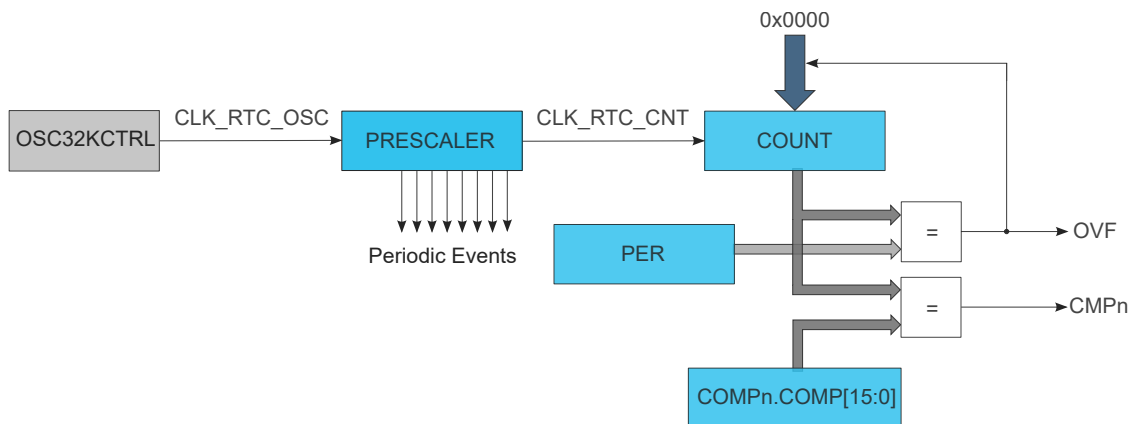 0x0000
OSC32KCTRL
CLK_RTC_OSC
PRESCALER
CLK_RTC_CNT
COUNT
Periodic Events
PER
=
OVF
=
CMPn
COMPn.COMP[15:0]